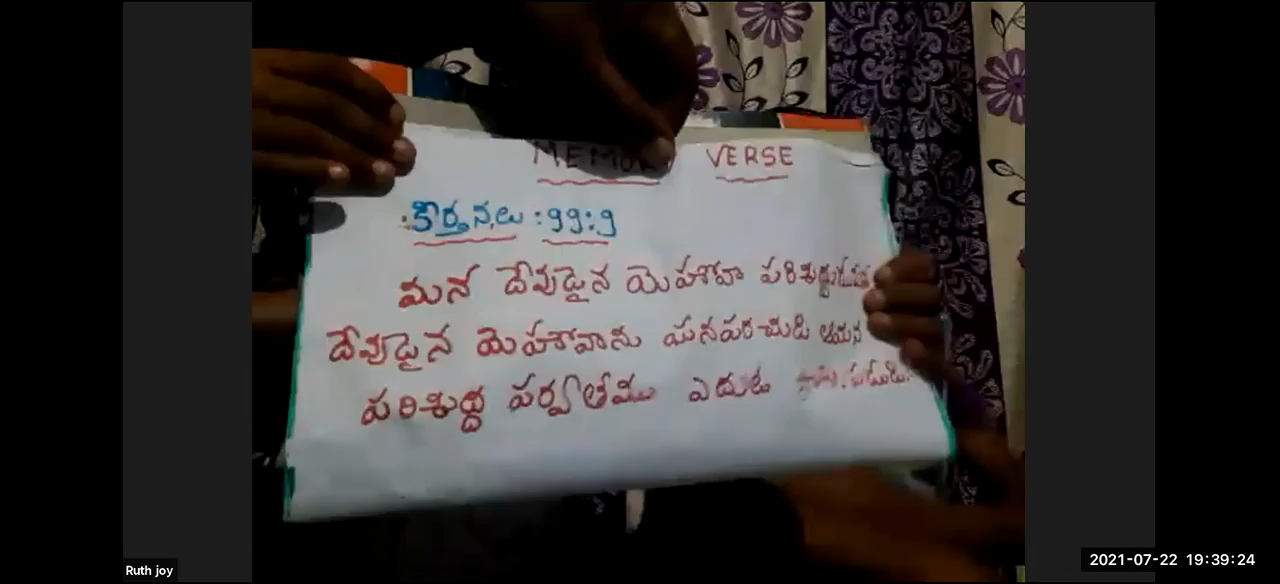 MEMORY VERSE
కీర్తనలు :99:9
మన దేవుడైన యెహోవా
దేవుడైన యెహోవాను ఘనపరచుడి ఆయన
పరిశుద్ధ పర్వతము ఎదుట
Ruth joy
2021-07-22 19:39:24